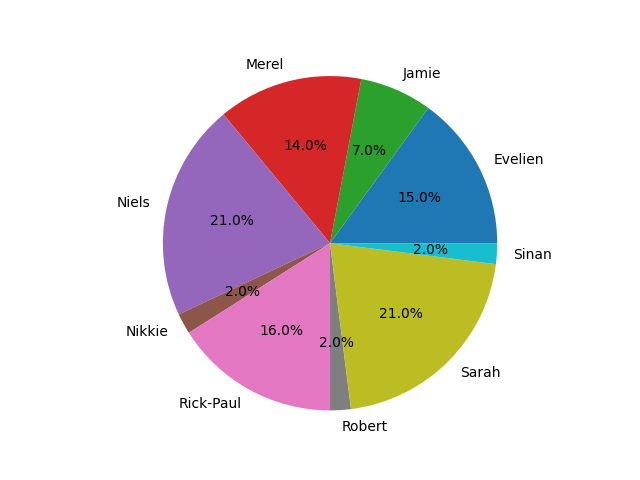 Merel
Jamie
14.0%
7.0%
Evelien
15.0%
Niels
21.0%
Sinan
2.0%
Nikkie
2.0%
Rick-Paul
16.0%
2.0%
Robert
21.0%
Sarah